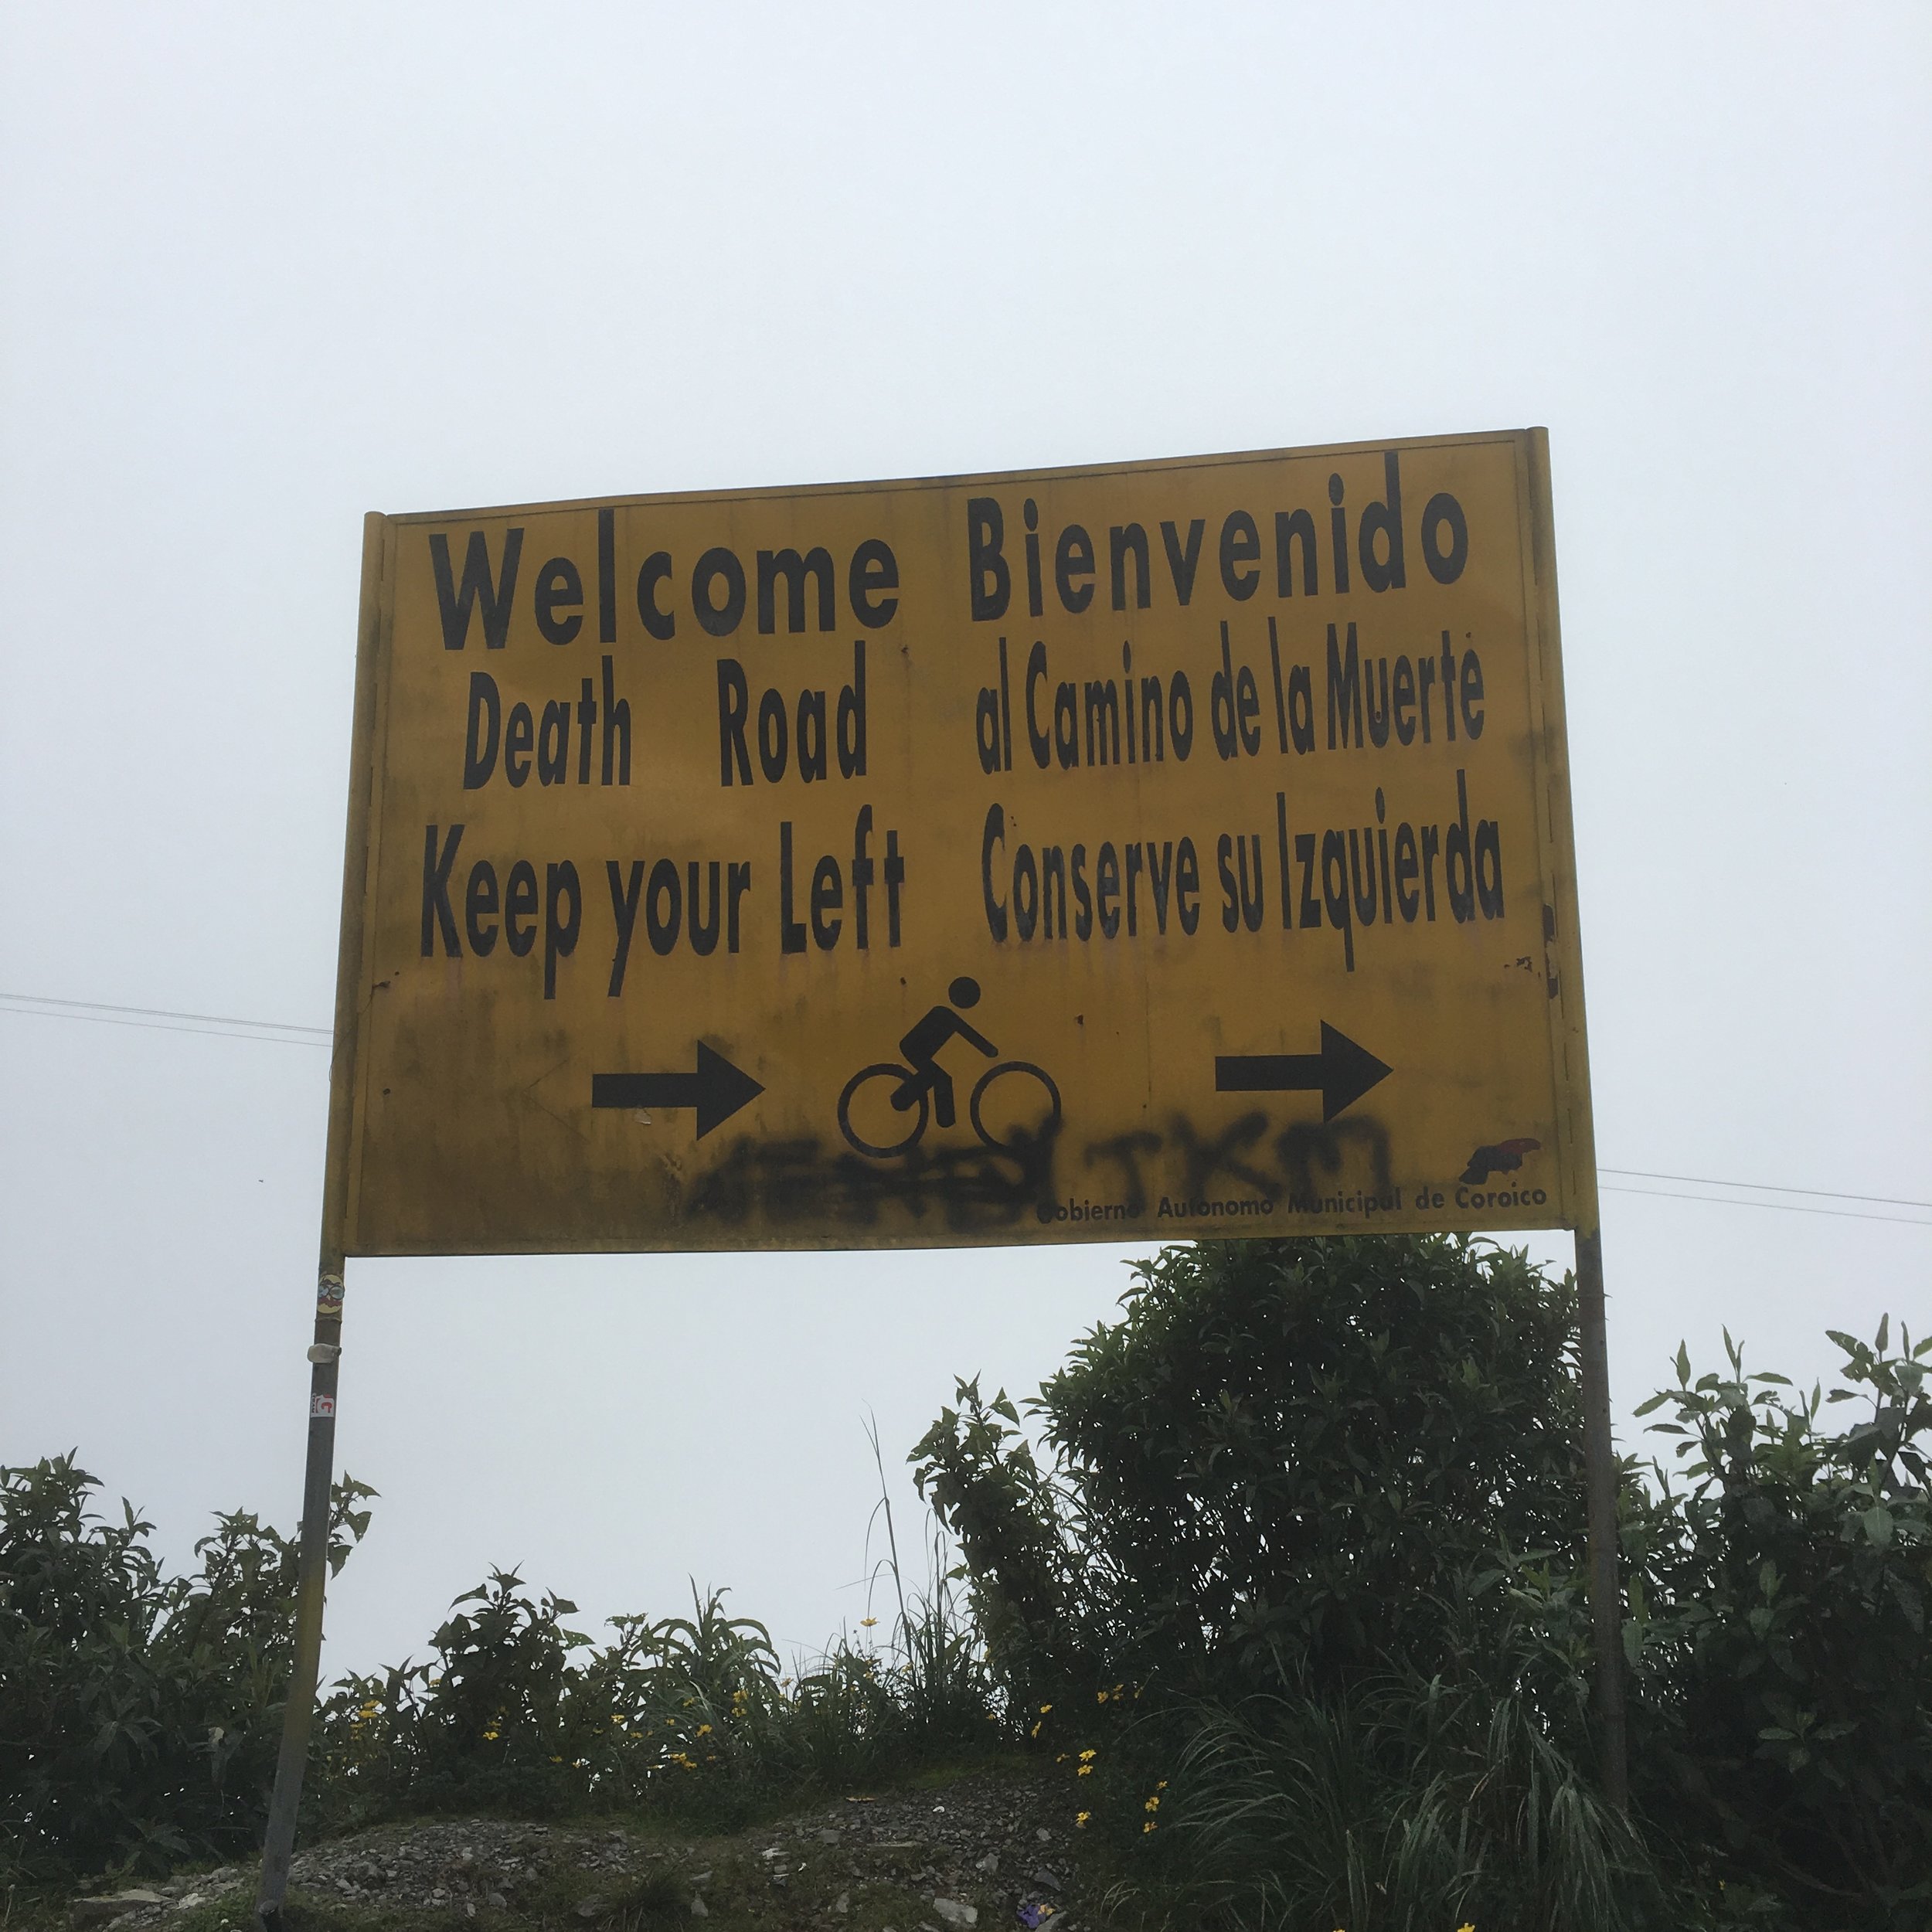 Welcome Bienvenido
Death Road al Camino de la Muerte
Keep your Left Conserve su Izquierda
TKM
Gobierno Autonomo Municipal de Coroico